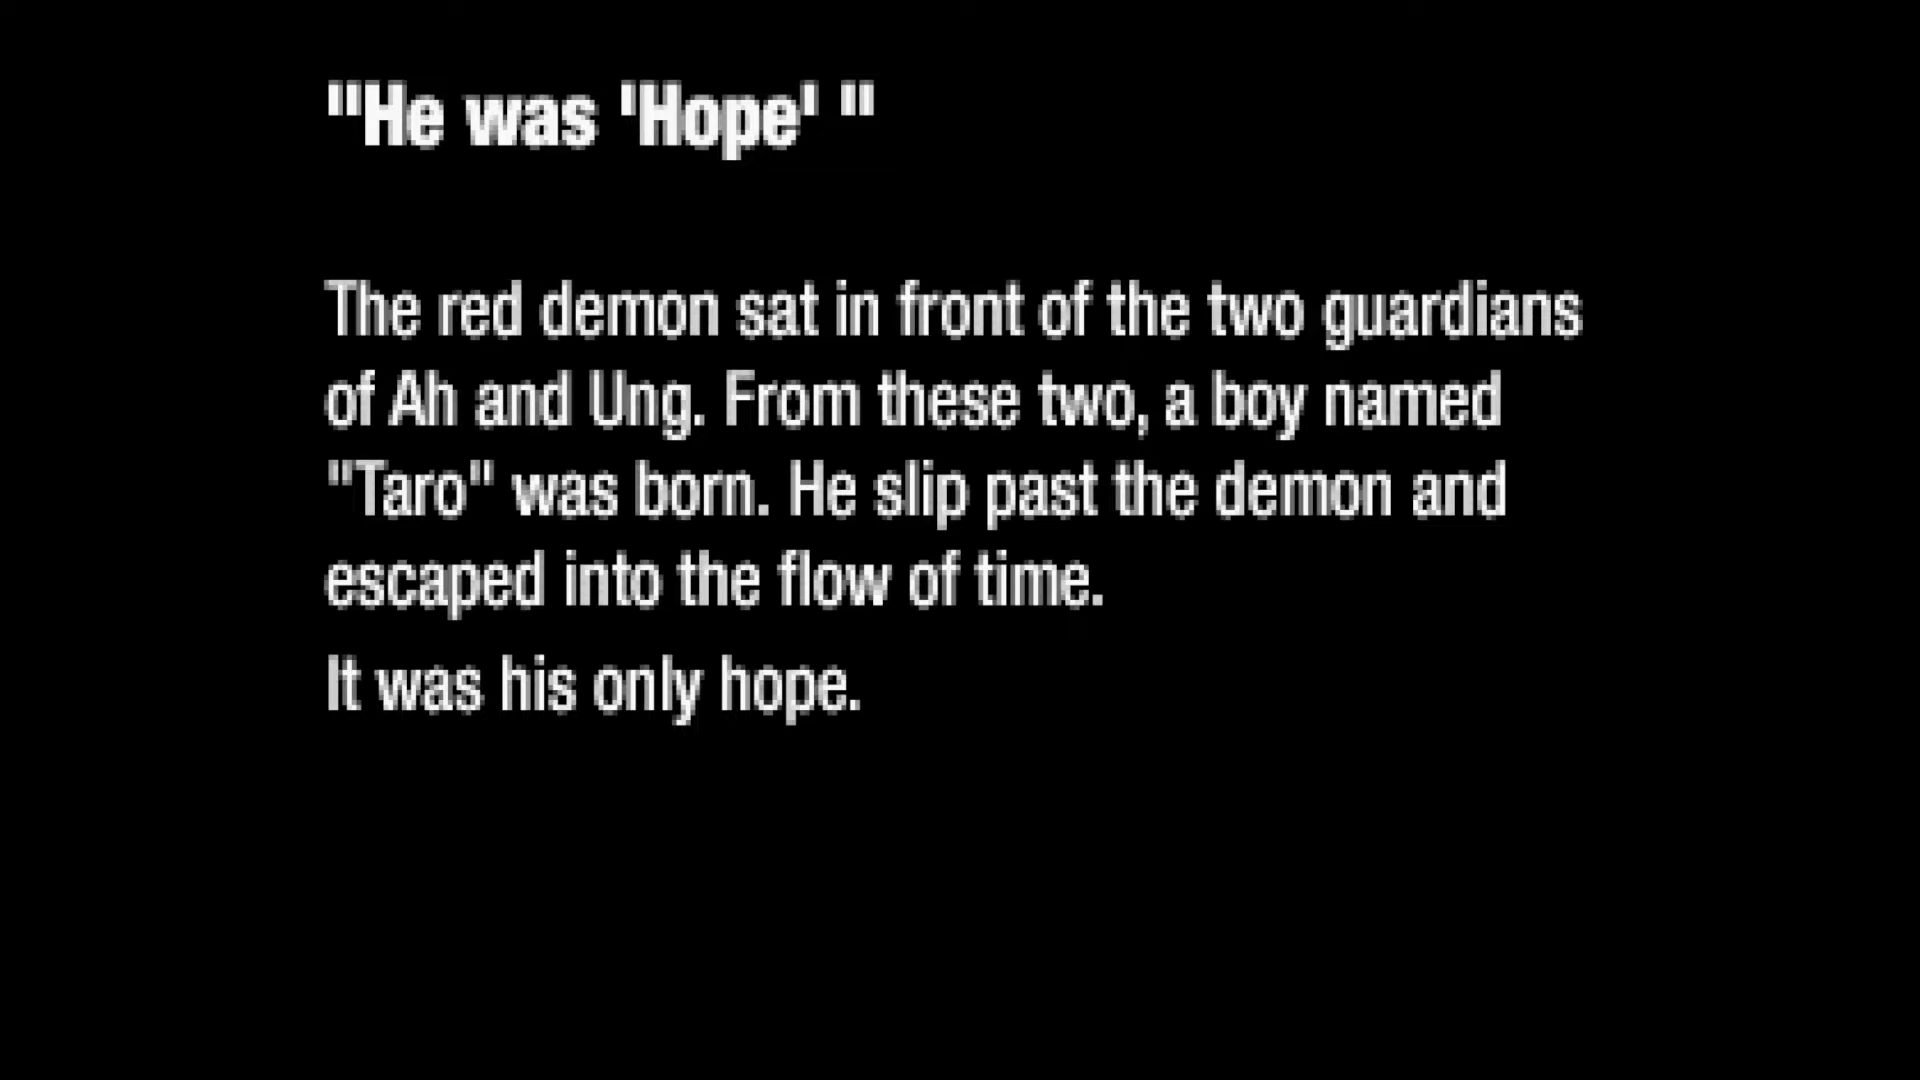 "He was 'Hope' "
The red demon sat in front of the two guardians
of Ah and Ung. From these two, a boy named
"Taro" was born. He slip past the demon and
escaped into the flow of time.
It was his only hope.